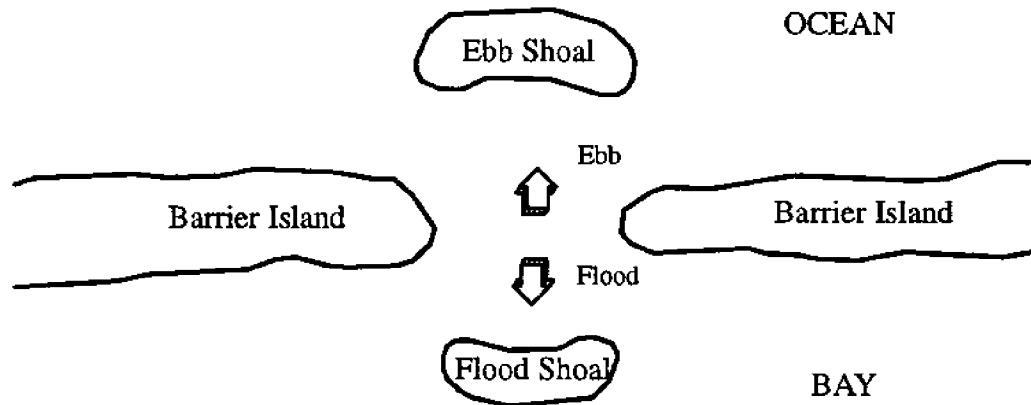 OCEAN
Ebb Shoal
Ebb
Barrier Island
Barrier Island
Flood
Flood Shoal
BAY